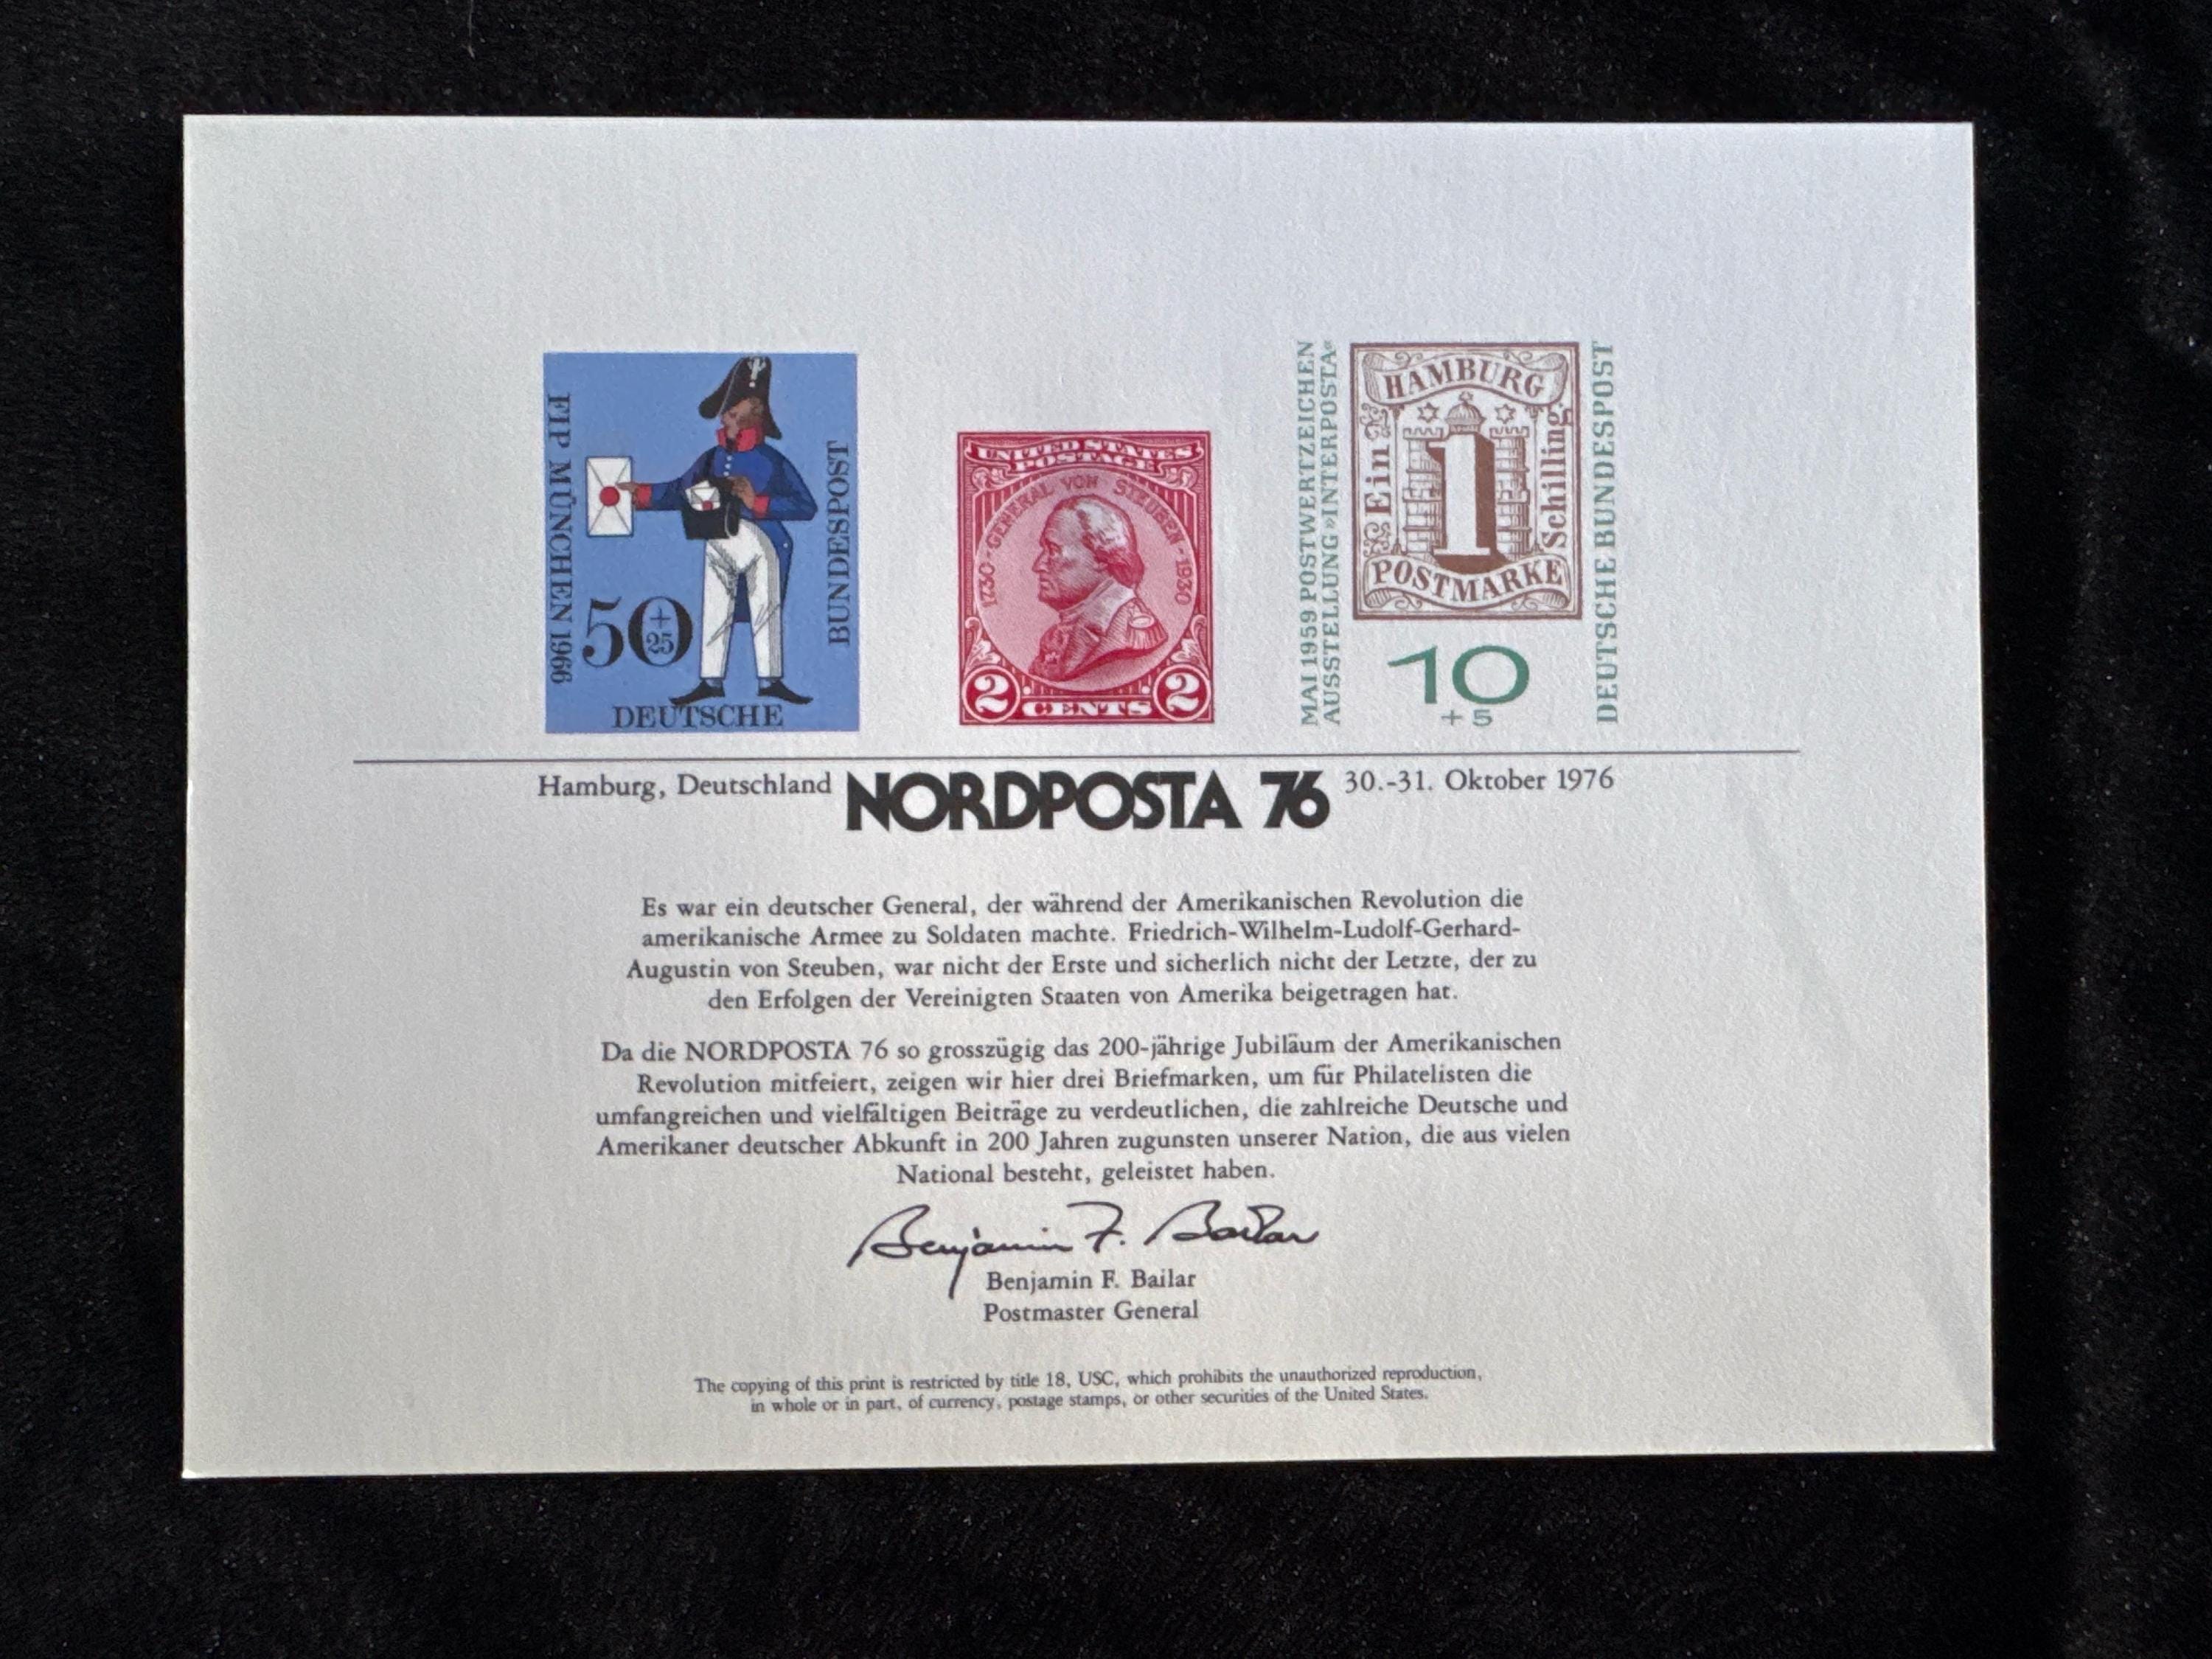 FIP MÜNCHEN 1966
50
+
25
BUNDESPOST
DEUTSCHE
UNITED STATES
POSTAGE
1730 · GENERAL VON STEUBEN · 1930
2 CENTS 2
MAI 1959 POSTWERTZEICHEN
AUSSTELLUNG »INTERPOSTA«
HAMBURG
Ein
1
Schilling
POSTMARKE
10
+ 5
DEUTSCHE BUNDESPOST
Hamburg, Deutschland NORDPOSTA 76 30.-31. Oktober 1976
Es war ein deutscher General, der während der Amerikanischen Revolution die
amerikanische Armee zu Soldaten machte. Friedrich-Wilhelm-Ludolf-Gerhard-
Augustin von Steuben, war nicht der Erste und sicherlich nicht der Letzte, der zu
den Erfolgen der Vereinigten Staaten von Amerika beigetragen hat.
Da die NORDPOSTA 76 so grosszügig das 200-jährige Jubiläum der Amerikanischen
Revolution mitfeiert, zeigen wir hier drei Briefmarken, um für Philatelisten die
umfangreichen und vielfältigen Beiträge zu verdeutlichen, die zahlreiche Deutsche und
Amerikaner deutscher Abkunft in 200 Jahren zugunsten unserer Nation, die aus vielen
National besteht, geleistet haben.
Benjamin F. Bailar
Benjamin F. Bailar
Postmaster General
The copying of this print is restricted by title 18, USC, which prohibits the unauthorized reproduction,
in whole or in part, of currency, postage stamps, or other securities of the United States.